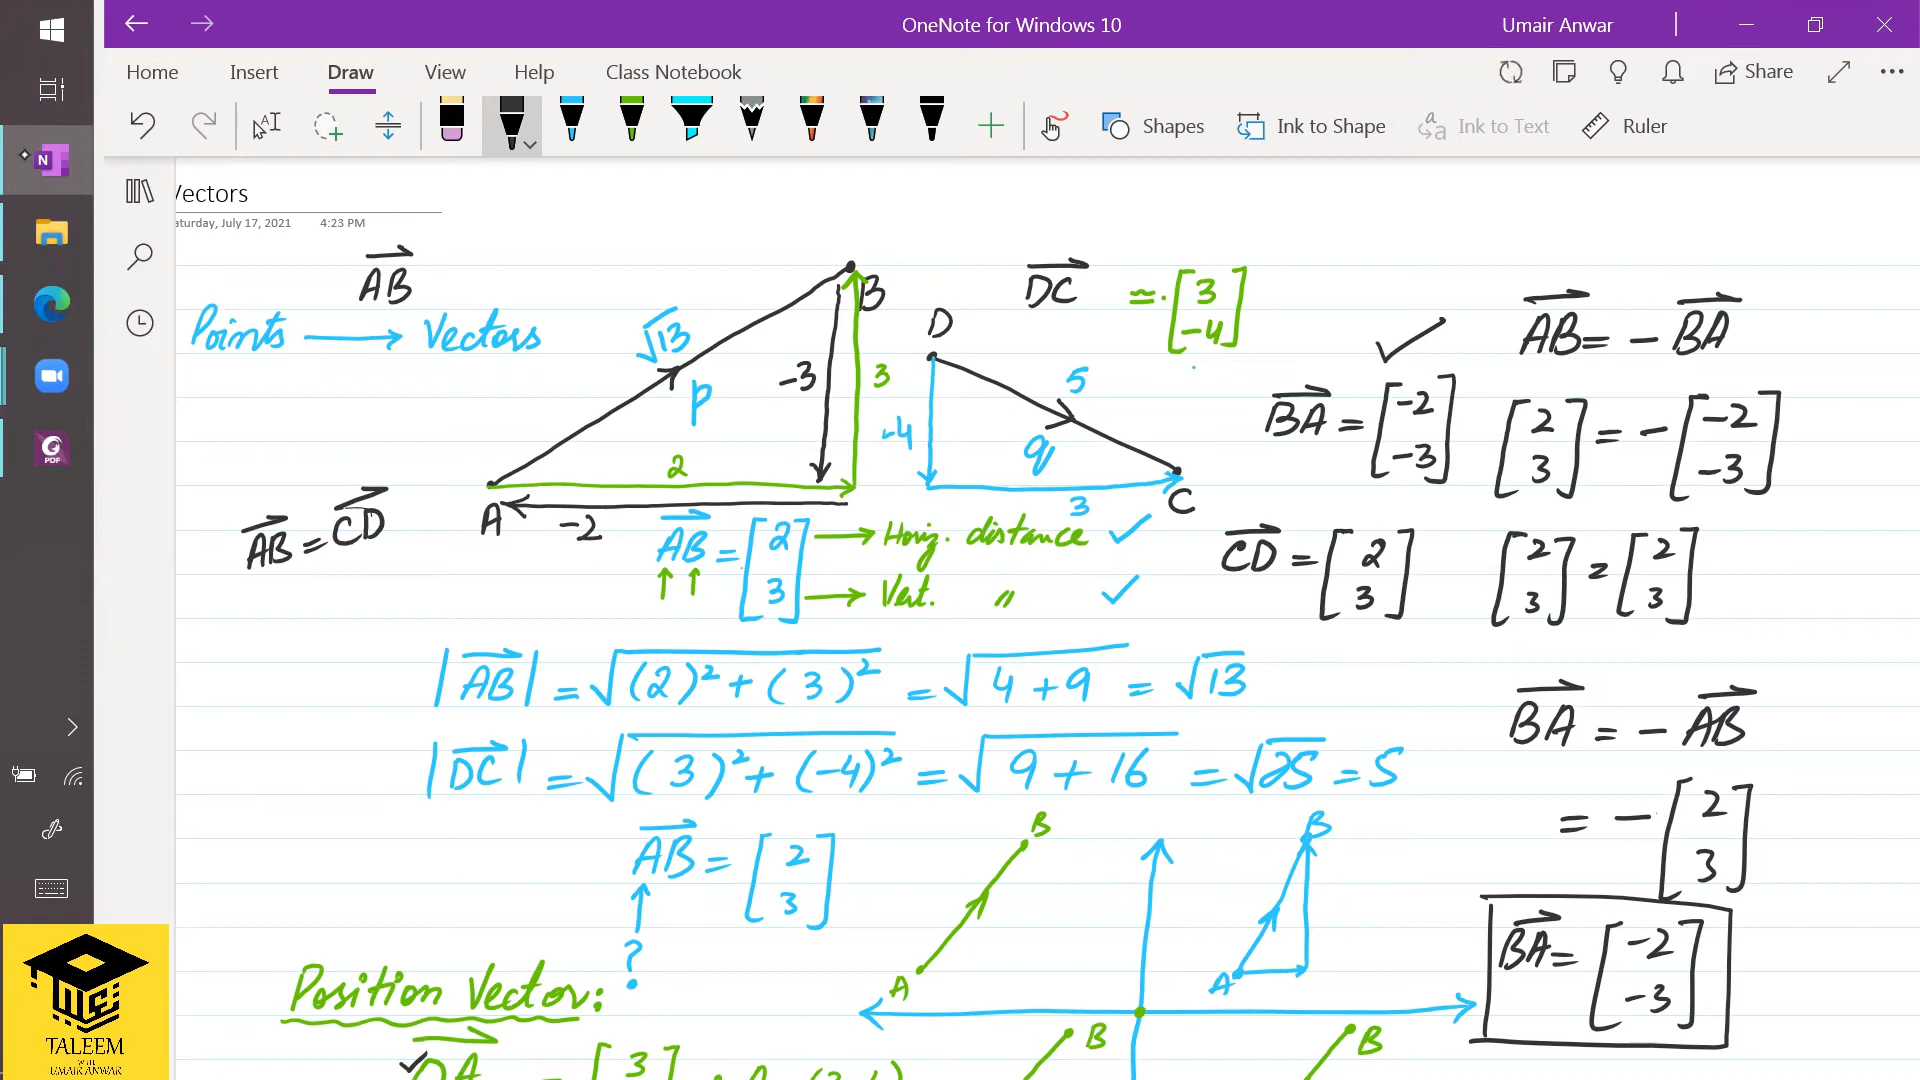 OneNote for Windows 10
Umair Anwar
Home Insert Draw View Help Class Notebook
Share
Shapes Ink to Shape Ink to Text Ruler
Vectors
aturday, July 17, 2021 4:23 PM
AB
Points → Vectors
√13
P
A
B
2
3
-3
-2
D
C
5
q
-4
3
DC ≃ [3 -4]
AB = CD
AB = [2 3]
→ Horiz. distance ✓
→ Vert. 〃 ✓
✓
AB = - BA
BA = [-2 -3]
[2 3] = - [-2 -3]
CD = [2 3]
[2 3] = [2 3]
|AB| = √(2)² + (3)² = √4 + 9 = √13
|DC| = √(3)² + (-4)² = √9 + 16 = √25 = 5
BA = - AB
= - [2 3]
BA = [-2 -3]
AB = [2 3]
?
A B
A B
Position Vector:
B
B
TALEEM
WITH
UMAIR ANWAR
PDF
N